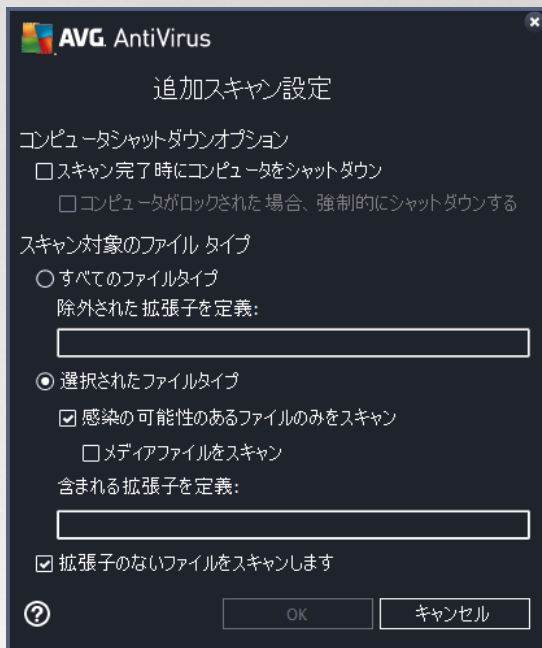 AVG AntiVirus
追加スキャン設定
コンピュータシャットダウンオプション
スキャン完了時にコンピュータをシャットダウン
コンピュータがロックされた場合、強制的にシャットダウンする
スキャン対象のファイル タイプ
すべてのファイルタイプ
除外された拡張子を定義:
選択されたファイルタイプ
感染の可能性のあるファイルのみをスキャン
メディアファイルをスキャン
含まれる拡張子を定義:
拡張子のないファイルをスキャンします
OK キャンセル